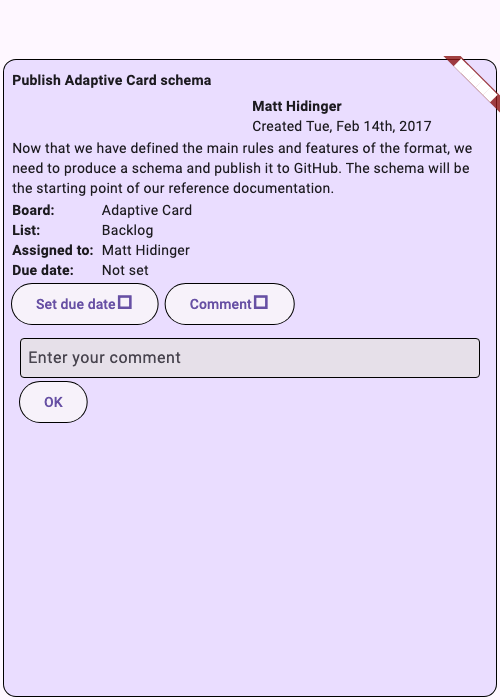 Publish Adaptive Card schema
Matt Hidinger
Created Tue, Feb 14th, 2017
Now that we have defined the main rules and features of the format, we
need to produce a schema and publish it to GitHub. The schema will be
the starting point of our reference documentation.
Board: Adaptive Card
List: Backlog
Assigned to: Matt Hidinger
Due date: Not set
Set due date Comment
Enter your comment
OK